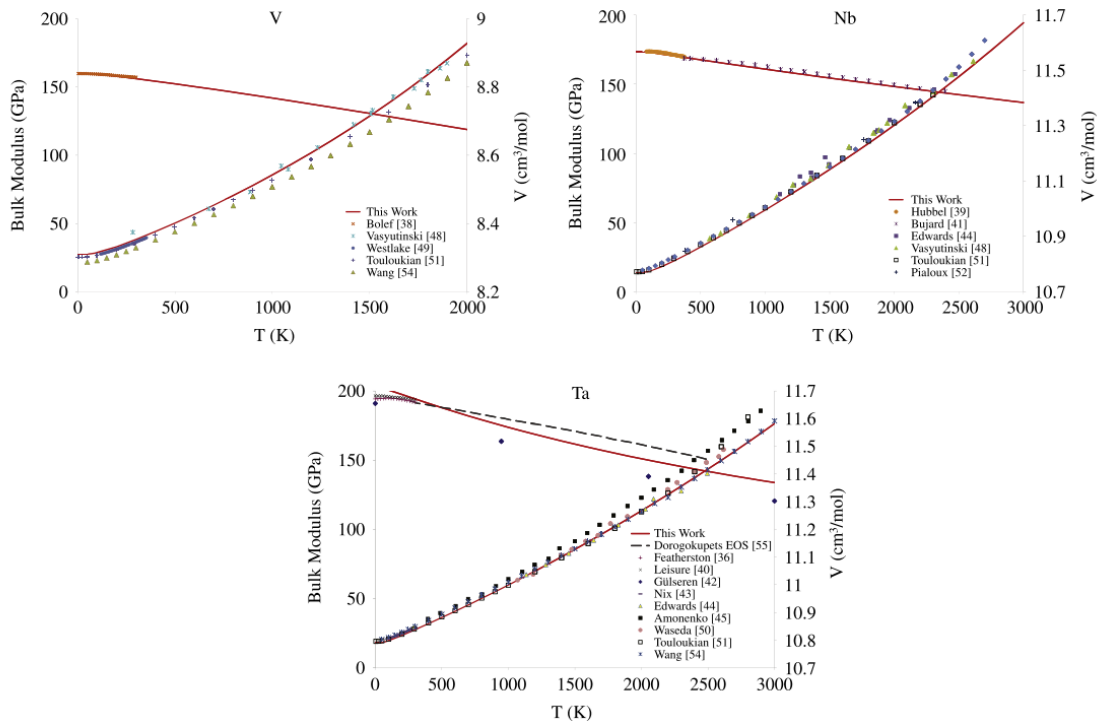 V
200
150
100
50
0
Bulk Modulus (GPa)
9
8.8
8.6
8.4
8.2
V (cm³/mol)
This Work
Bolef [38]
Vasyutinski [48]
Westlake [49]
Touloukian [51]
Wang [54]
0 500 1000 1500 2000
T (K)
Nb
200
150
100
50
0
Bulk Modulus (GPa)
11.7
11.5
11.3
11.1
10.9
10.7
V (cm³/mol)
This Work
Hubbel [39]
Bujard [41]
Edwards [44]
Vasyutinski [48]
Touloukian [51]
Pialoux [52]
0 500 1000 1500 2000 2500 3000
T (K)
Ta
200
150
100
50
0
Bulk Modulus (GPa)
11.7
11.6
11.5
11.4
11.3
11.2
11.1
11
10.9
10.8
10.7
V (cm³/mol)
This Work
Dorogokupets EOS [55]
Featherston [36]
Leisure [40]
Gülseren [42]
Nix [43]
Edwards [44]
Amonenko [45]
Waseda [50]
Touloukian [51]
Wang [54]
0 500 1000 1500 2000 2500 3000
T (K)